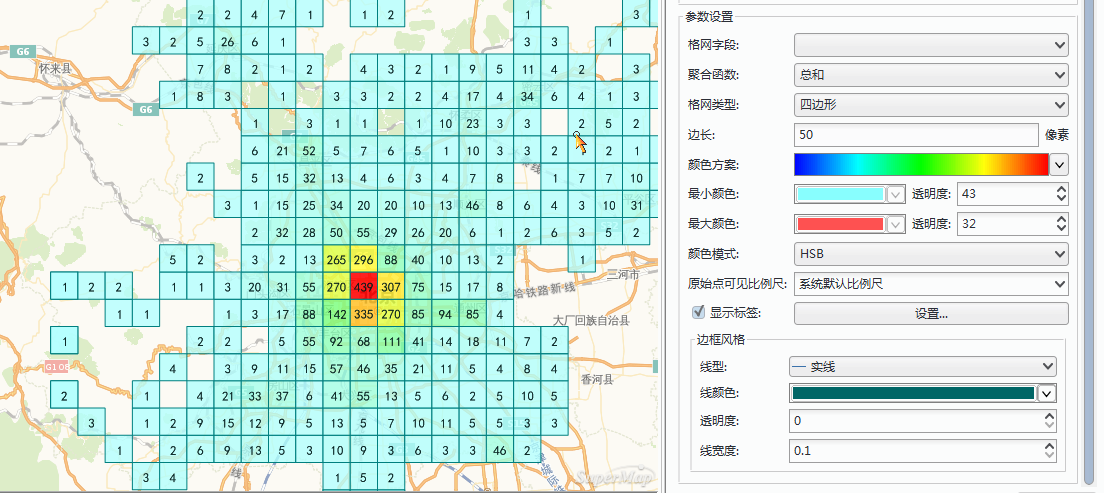 2 2 4 7 1 1 2 1 3
3 2 5 26 6 1 3 3 1
G6
怀来县
7 8 2 1 2 4 3 2 1 9 5 11 4 2 3
1 8 3 1 3 3 2 2 4 17 4 34 6 4 1 3
G6
1 3 1 1 1 10 23 3 3 2 5 2
6 21 52 5 7 6 5 1 10 3 3 2 1 2 1
2 5 15 32 13 4 6 3 4 7 8 1 7 7 10
线
3 1 15 25 34 20 20 10 13 46 8 6 4 3 10 31
2 32 28 50 55 29 26 20 6 1 2 6 3 5 2
5 2 3 2 13 265 296 88 40 10 13 2 1
三河市
1 2 2 1 1 3 20 31 55 270 439 307 75 15 17 8
哈铁路新线
1 1 1 3 17 88 142 335 270 85 94 85 4
大厂回族自治县
1 2 2 5 55 92 68 111 41 14 18 11 7 2
G1 08
4 3 9 11 15 57 46 35 21 11 5 4 8 4
香河县
2 4 21 33 37 6 41 55 13 5 6 2 5 10 5
3 1 2 9 15 12 9 5 13 5 7 10 11 5 5 3 3
1 2 6 9 13 5 3 10 9 3 6 3 3 46 2
3 4 1 5 2
线
SuperMap
参数设置
格网字段:
聚合函数: 总和
格网类型: 四边形
边长: 50 像素
颜色方案:
最小颜色: 透明度: 43
最大颜色: 透明度: 32
颜色模式: HSB
原始点可见比例尺: 系统默认比例尺
显示标签: 设置...
边框风格
线型: 实线
线颜色:
透明度: 0
线宽度: 0.1